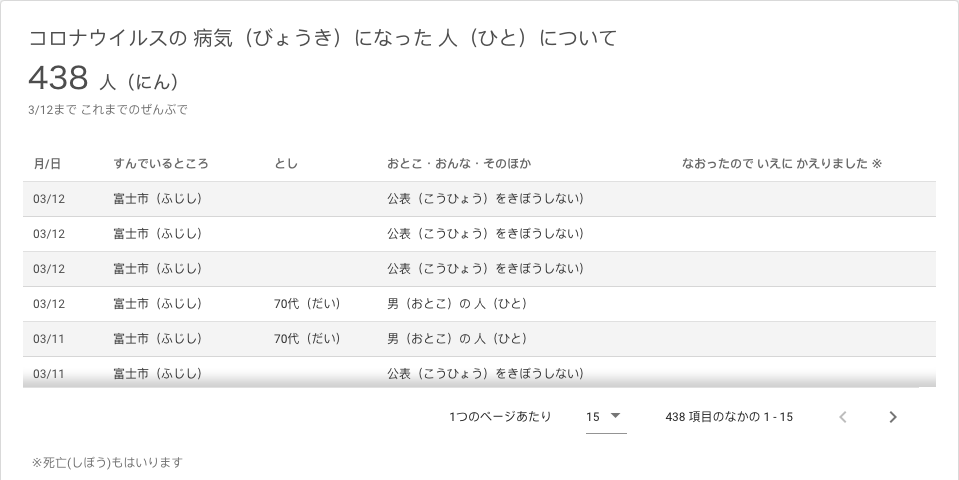 コロナウイルスの 病気（びょうき）になった 人（ひと）について
438 人（にん）
3/12まで これまでのぜんぶで
月/日 すんでいるところ とし おとこ・おんな・そのほか なおったので いえに かえりました ※
03/12 富士市（ふじし） 公表（こうひょう）をきぼうしない）
03/12 富士市（ふじし） 公表（こうひょう）をきぼうしない）
03/12 富士市（ふじし） 公表（こうひょう）をきぼうしない）
03/12 富士市（ふじし） 70代（だい） 男（おとこ）の 人（ひと）
03/11 富士市（ふじし） 70代（だい） 男（おとこ）の 人（ひと）
03/11 富士市（ふじし） 公表（こうひょう）をきぼうしない）
1つのページあたり 15 438 項目のなかの 1 - 15
※死亡(しぼう)もはいります